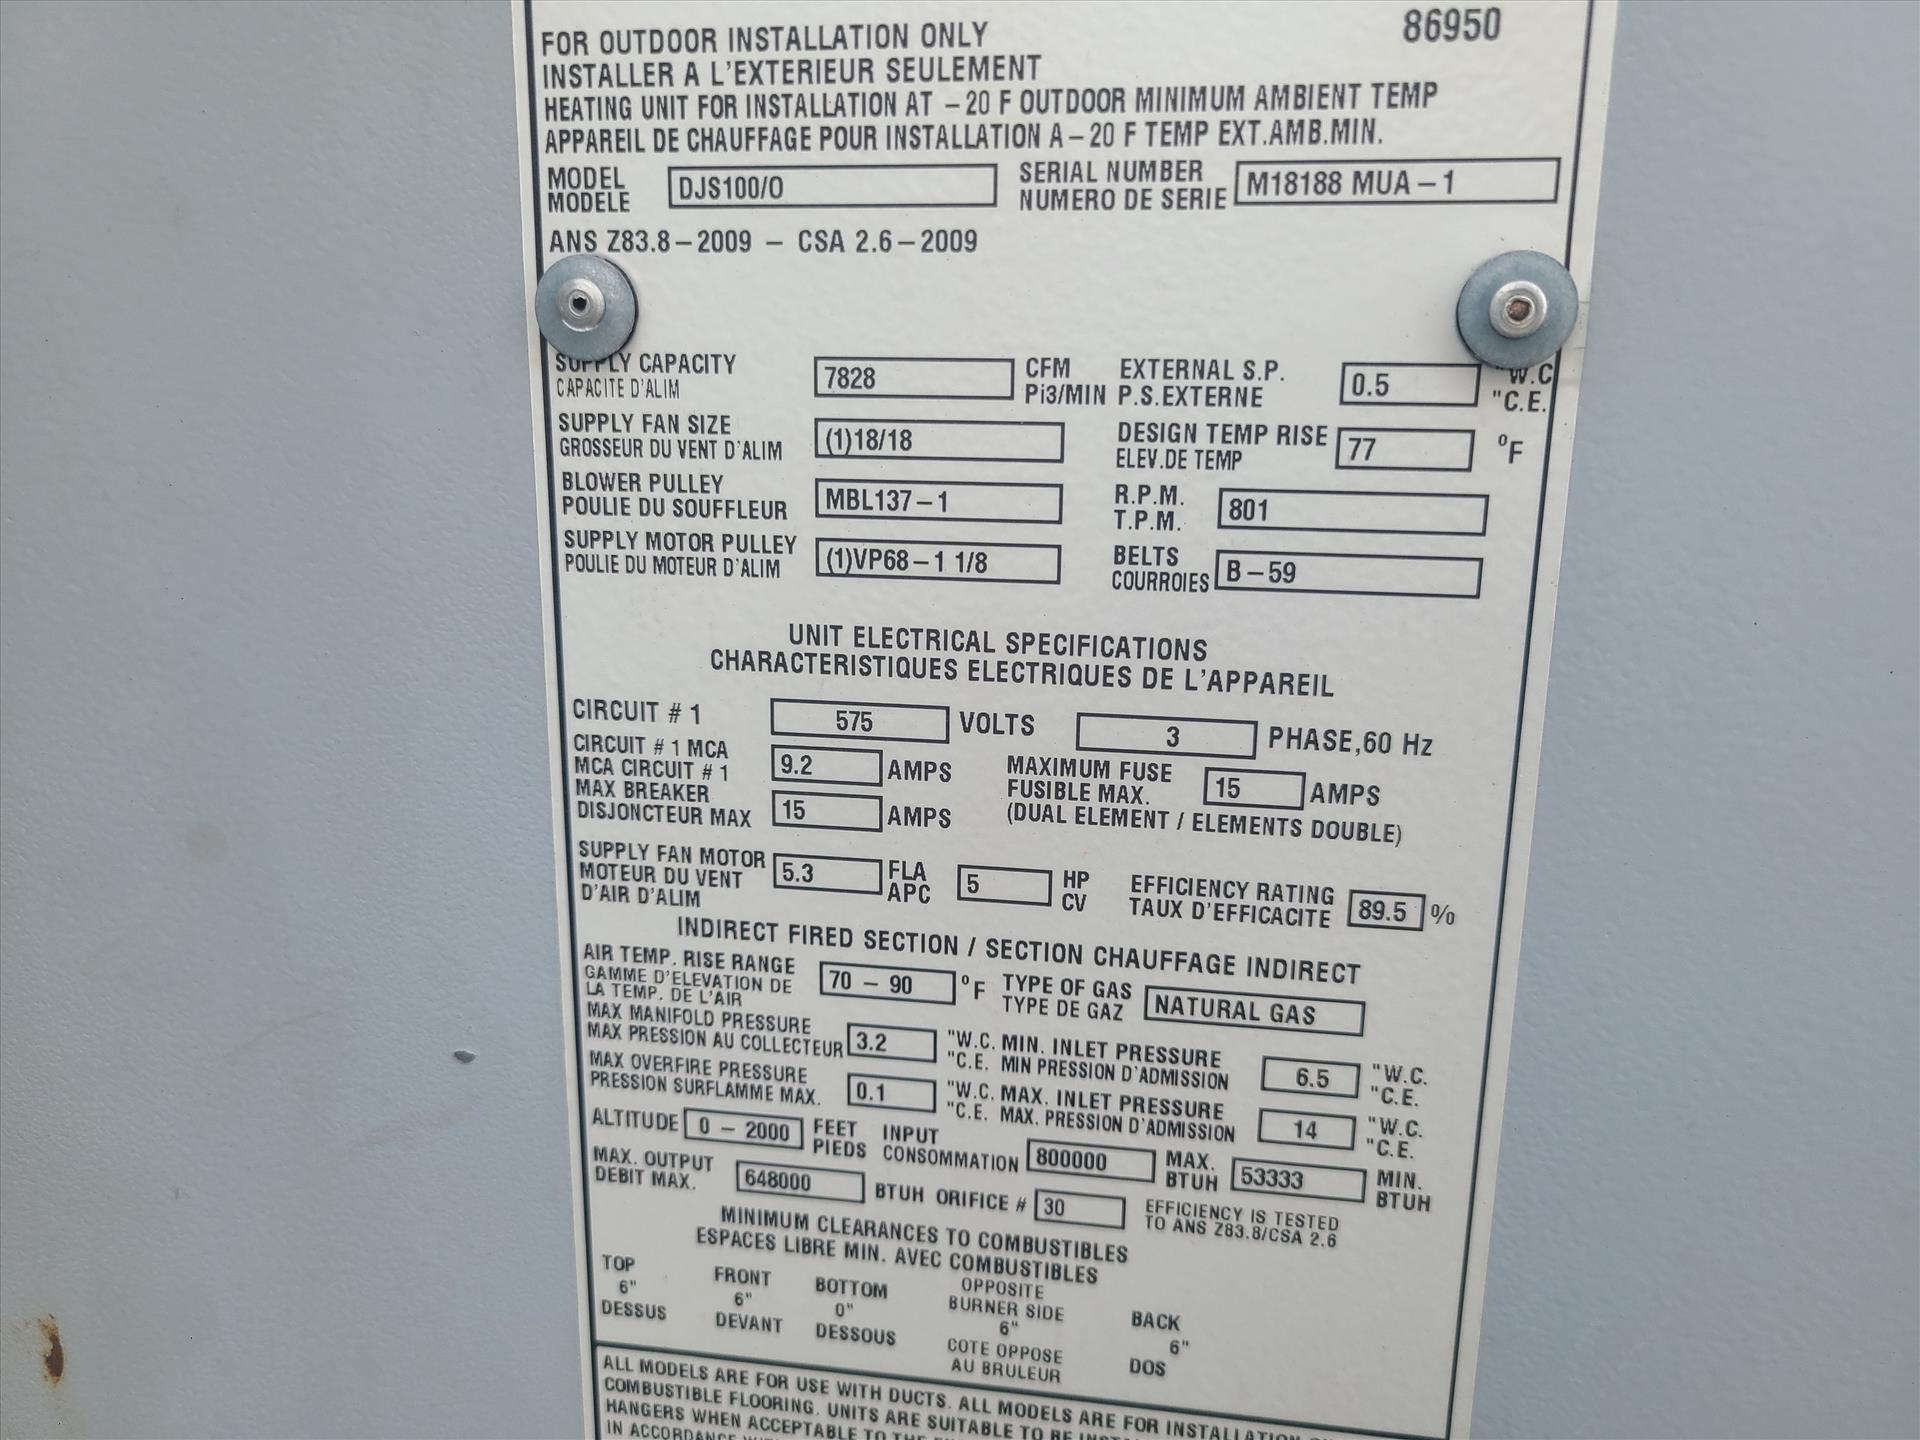 86950
FOR OUTDOOR INSTALLATION ONLY
INSTALLER A L'EXTERIEUR SEULEMENT
HEATING UNIT FOR INSTALLATION AT -20 F OUTDOOR MINIMUM AMBIENT TEMP
APPAREIL DE CHAUFFAGE POUR INSTALLATION A-20 F TEMP EXT.AMB.MIN.
MODEL DJS100/O SERIAL NUMBER M18188 MUA-1
MODELE NUMERO DE SERIE
ANS Z83.8-2009 - CSA 2.6-2009
SUPPLY CAPACITY 7828 CFM EXTERNAL S.P. 0.5 "W.C
CAPACITE D'ALIM Pi3/MIN P.S.EXTERNE "C.E.
SUPPLY FAN SIZE (1)18/18 DESIGN TEMP RISE 77 °F
GROSSEUR DU VENT D'ALIM ELEV.DE TEMP
BLOWER PULLEY MBL137-1 R.P.M. 801
POULIE DU SOUFFLEUR T.P.M.
SUPPLY MOTOR PULLEY (1)VP68-1 1/8 BELTS B-59
POULIE DU MOTEUR D'ALIM COURROIES
UNIT ELECTRICAL SPECIFICATIONS
CHARACTERISTIQUES ELECTRIQUES DE L'APPAREIL
CIRCUIT # 1 575 VOLTS 3 PHASE,60 Hz
CIRCUIT # 1 MCA 9.2 AMPS MAXIMUM FUSE 15 AMPS
MCA CIRCUIT # 1 FUSIBLE MAX.
MAX BREAKER 15 AMPS (DUAL ELEMENT / ELEMENTS DOUBLE)
DISJONCTEUR MAX
SUPPLY FAN MOTOR 5.3 FLA 5 HP EFFICIENCY RATING 89.5 %
MOTEUR DU VENT APC CV TAUX D'EFFICACITE
D'AIR D'ALIM
INDIRECT FIRED SECTION / SECTION CHAUFFAGE INDIRECT
AIR TEMP. RISE RANGE 70 - 90 °F TYPE OF GAS NATURAL GAS
GAMME D'ELEVATION DE TYPE DE GAZ
LA TEMP. DE L'AIR
MAX MANIFOLD PRESSURE 3.2 "W.C. MIN. INLET PRESSURE 6.5 "W.C.
MAX PRESSION AU COLLECTEUR "C.E. MIN PRESSION D'ADMISSION "C.E.
MAX OVERFIRE PRESSURE 0.1 "W.C. MAX. INLET PRESSURE 14 "W.C.
PRESSION SURFLAMME MAX. "C.E. MAX. PRESSION D'ADMISSION "C.E.
ALTITUDE 0 - 2000 FEET INPUT 800000 MAX. 53333 MIN.
PIEDS CONSOMMATION BTUH BTUH
MAX. OUTPUT 648000 BTUH ORIFICE # 30 EFFICIENCY IS TESTED
DEBIT MAX. TO ANS Z83.8/CSA 2.6
MINIMUM CLEARANCES TO COMBUSTIBLES
ESPACES LIBRE MIN. AVEC COMBUSTIBLES
TOP FRONT BOTTOM OPPOSITE BACK
BURNER SIDE
6" 6" 0" 6" 6"
DESSUS DEVANT DESSOUS COTE OPPOSE DOS
AU BRULEUR
ALL MODELS ARE FOR USE WITH DUCTS. ALL MODELS ARE FOR INSTALLATION
COMBUSTIBLE FLOORING. UNITS ARE SUITABLE TO BE
HANGERS WHEN ACCEPTABLE TO
IN ACCORDANCE